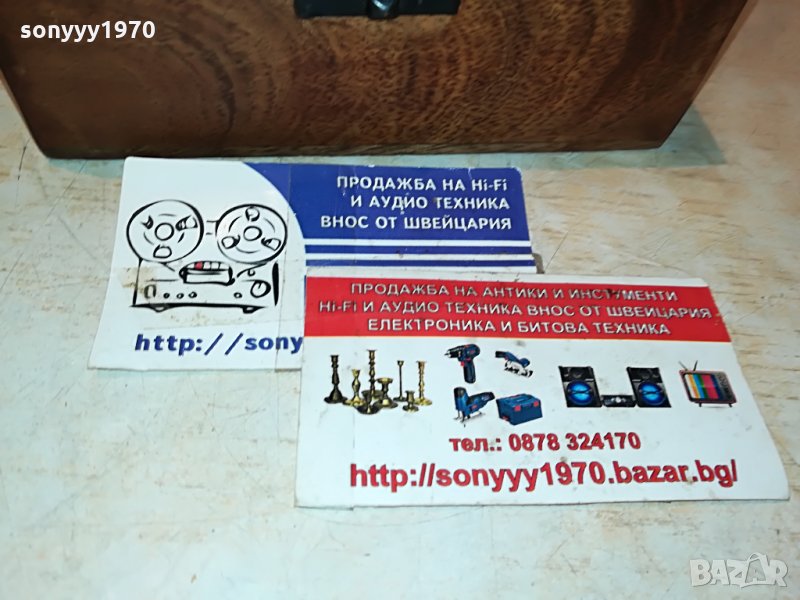 sonyyy1970
ПРОДАЖБА НА Hi-Fi
И АУДИО ТЕХНИКА
ВНОС ОТ ШВЕЙЦАРИЯ
http://sony
ПРОДАЖБА НА АНТИКИ И ИНСТРУМЕНТИ
Hi-Fi И АУДИО ТЕХНИКА ВНОС ОТ ШВЕЙЦАРИЯ
ЕЛЕКТРОНИКА И БИТОВА ТЕХНИКА
тел.: 0878 324170
http://sonyyy1970.bazar.bg/
BAZAR